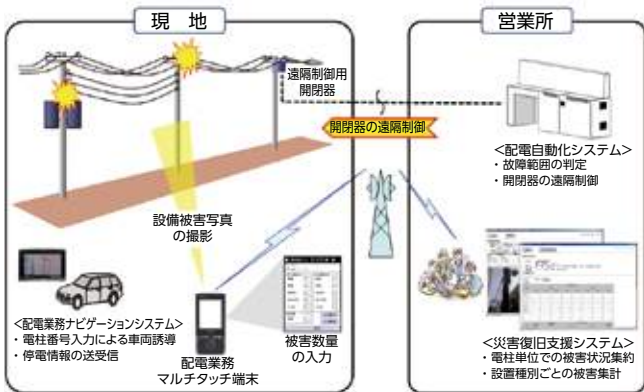 現 地
遠隔制御用
開閉器
開閉器の遠隔制御
設備被害写真
の撮影
<配電業務ナビゲーションシステム>
・電柱番号入力による車両誘導
・停電情報の送受信
配電業務
マルチタッチ端末
被害数量
の入力
営業所
<配電自動化システム>
・故障範囲の判定
・開閉器の遠隔制御
<災害復旧支援システム>
・電柱単位での被害状況集約
・設置種別ごとの被害集計